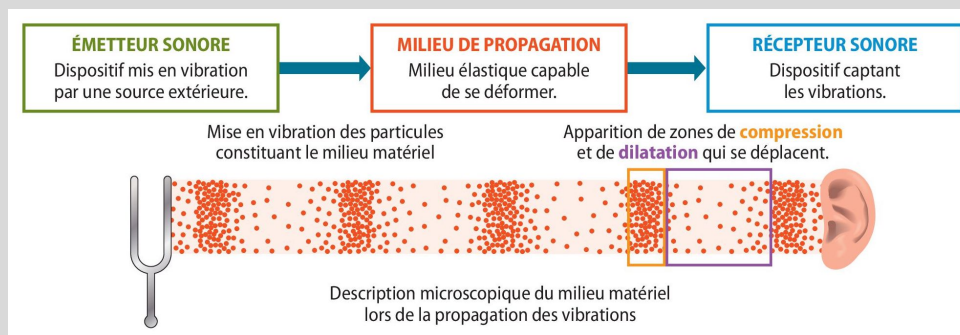 ÉMETTEUR SONORE
Dispositif mis en vibration
par une source extérieure.
MILIEU DE PROPAGATION
Milieu élastique capable
de se déformer.
RÉCEPTEUR SONORE
Dispositif captant
les vibrations.
Mise en vibration des particules
constituant le milieu matériel
Apparition de zones de compression
et de dilatation qui se déplacent.
Description microscopique du milieu matériel
lors de la propagation des vibrations